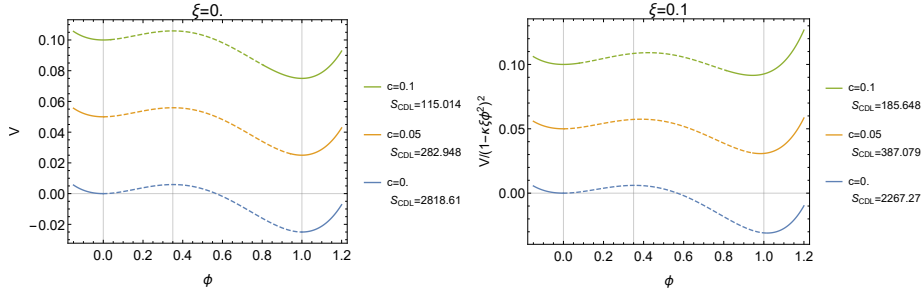 ξ=0.
V
0.10
0.08
0.06
0.04
0.02
0.00
−0.02
0.0 0.2 0.4 0.6 0.8 1.0 1.2
ϕ
c=0.1
S_CDL=115.014
c=0.05
S_CDL=282.948
c=0.
S_CDL=2818.61
ξ=0.1
V/(1−κξϕ²)²
0.10
0.05
0.00
0.0 0.2 0.4 0.6 0.8 1.0 1.2
ϕ
c=0.1
S_CDL=185.648
c=0.05
S_CDL=387.079
c=0.
S_CDL=2267.27